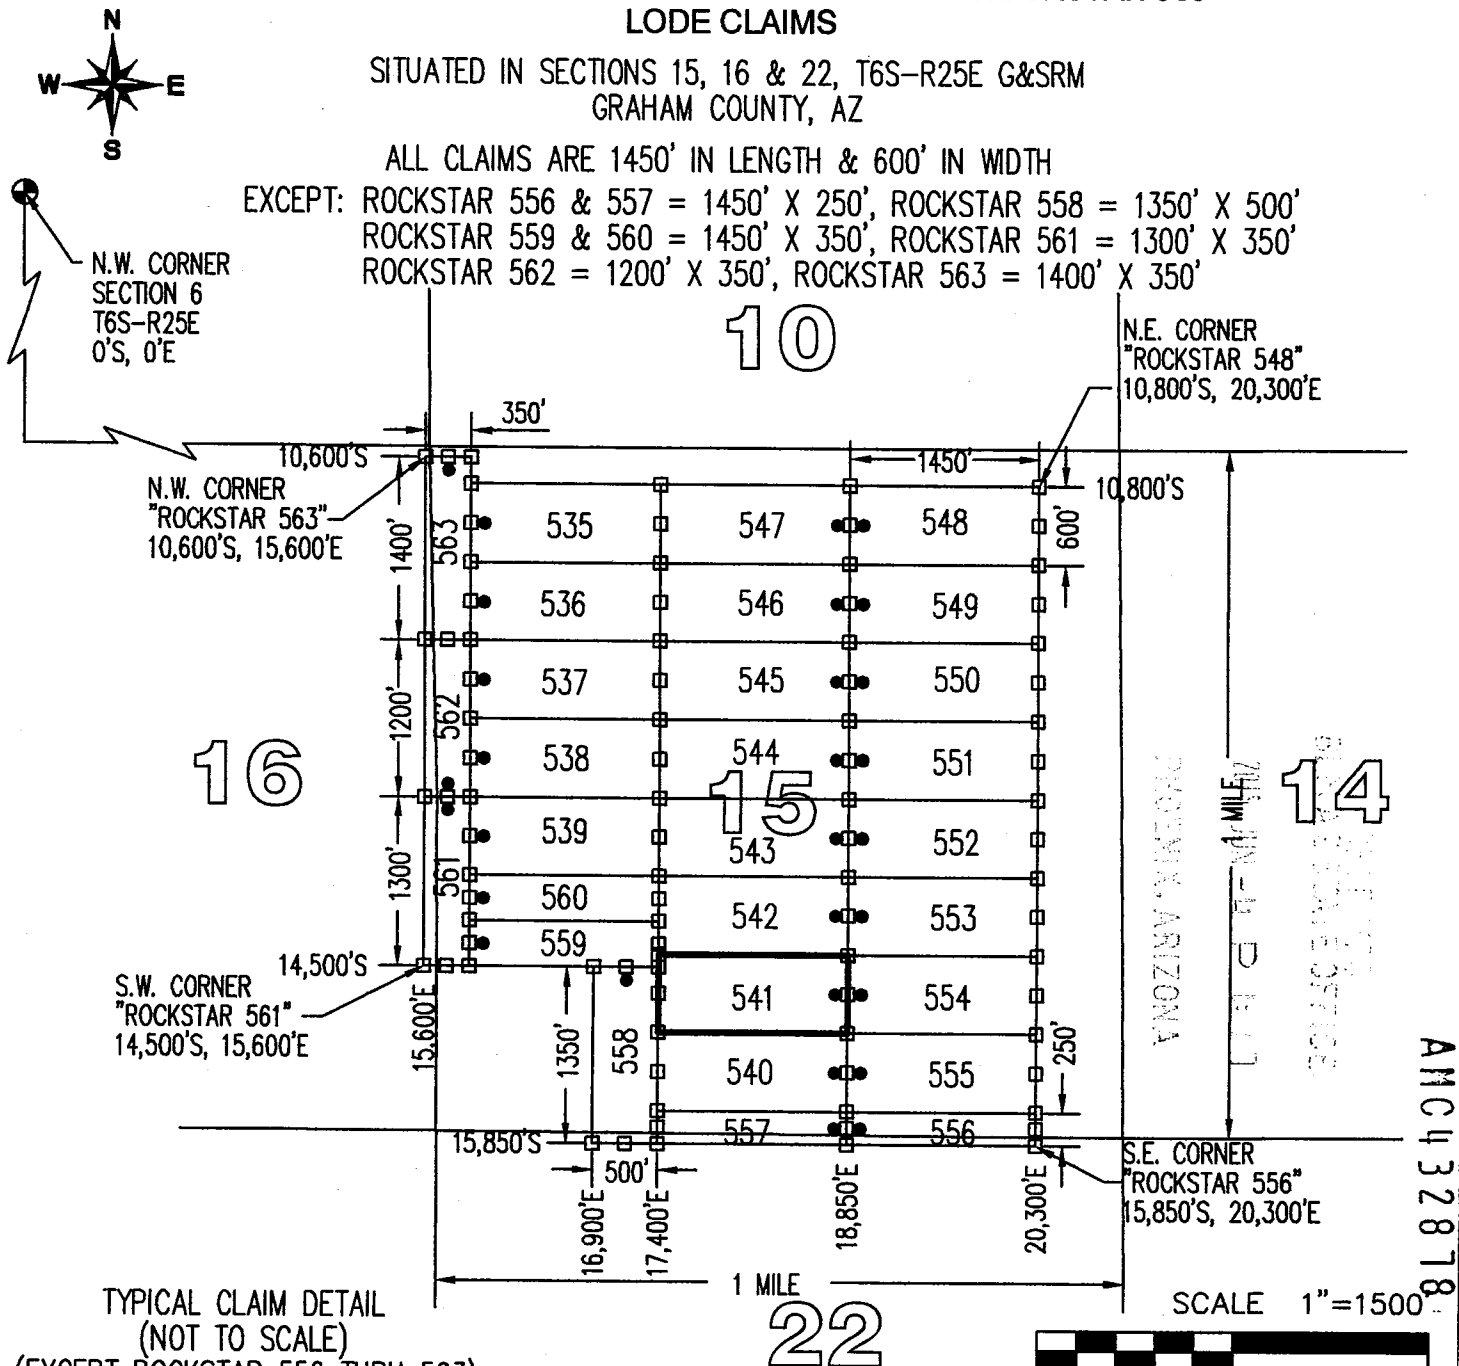 LODE CLAIMS
SITUATED IN SECTIONS 15, 16 & 22, T6S-R25E G&SRM
GRAHAM COUNTY, AZ
ALL CLAIMS ARE 1450' IN LENGTH & 600' IN WIDTH
EXCEPT: ROCKSTAR 556 & 557 = 1450' X 250', ROCKSTAR 558 = 1350' X 500'
ROCKSTAR 559 & 560 = 1450' X 350', ROCKSTAR 561 = 1300' X 350'
ROCKSTAR 562 = 1200' X 350', ROCKSTAR 563 = 1400' X 350'
N
W E
S
N.W. CORNER
SECTION 6
T6S-R25E
0'S, 0'E
10
N.E. CORNER
"ROCKSTAR 548"
10,800'S, 20,300'E
350'
10,600'S
1450'
10,800'S
N.W. CORNER
"ROCKSTAR 563"
10,600'S, 15,600'E
1400'
563
535
547
548
600'
536
546
549
537
545
550
1200'
562
538
544
551
16
15
14
1 MILE
539
543
552
1300'
561
560
542
553
559
14,500'S
S.W. CORNER
"ROCKSTAR 561"
14,500'S, 15,600'E
15,600'E
541
554
PHOENIX, ARIZONA
1350'
558
540
555
250'
557
556
15,850'S
500'
16,900'E
17,400'E
18,850'E
20,300'E
S.E. CORNER
"ROCKSTAR 556"
15,850'S, 20,300'E
AMC432878
1 MILE
22
TYPICAL CLAIM DETAIL
(NOT TO SCALE)
(EXCEPT ROCKSTAR 556 THRU 563)
SCALE 1"=1500'